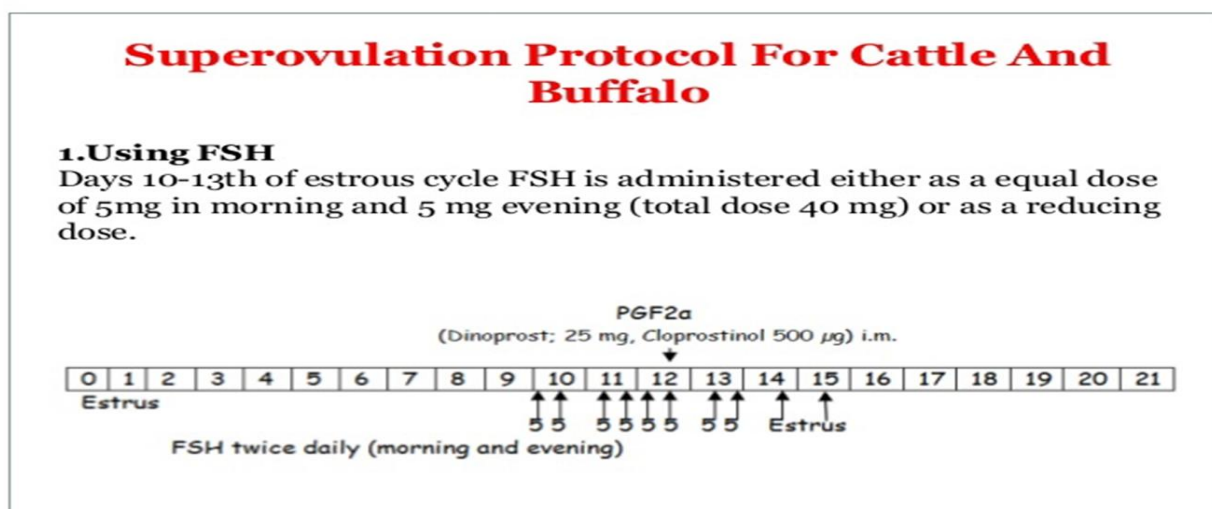 Superovulation Protocol For Cattle And
Buffalo
1.Using FSH
Days 10-13th of estrous cycle FSH is administered either as a equal dose
of 5mg in morning and 5 mg evening (total dose 40 mg) or as a reducing
dose.
PGF2a
(Dinoprost; 25 mg, Cloprostinol 500 µg) i.m.
0 1 2 3 4 5 6 7 8 9 10 11 12 13 14 15 16 17 18 19 20 21
Estrus
5 5 5 5 5 5 5 5 Estrus
FSH twice daily (morning and evening)